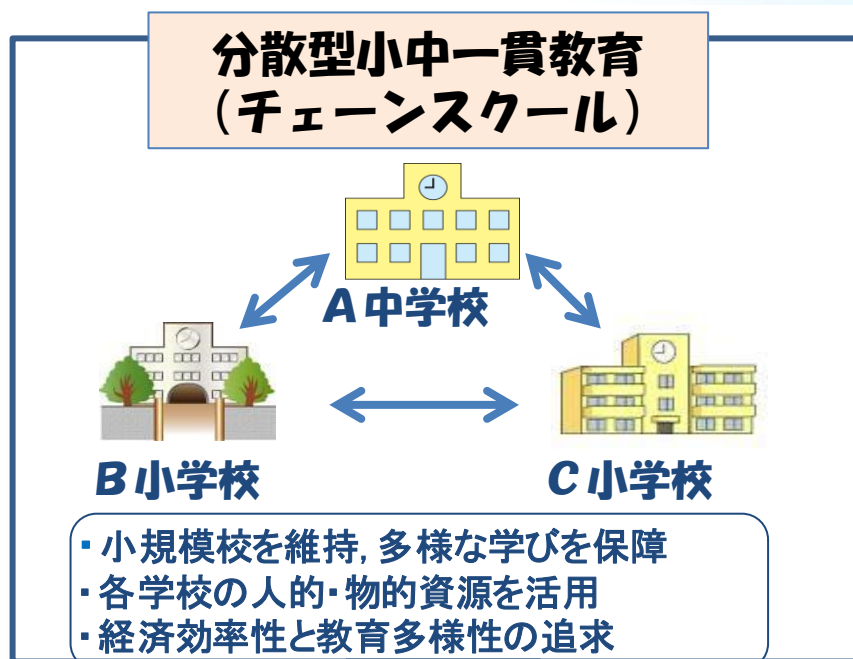 分散型小中一貫教育
（チェーンスクール）
A中学校
B小学校
C小学校
▪小規模校を維持,多様な学びを保障
▪各学校の人的・物的資源を活用
▪経済効率性と教育多様性の追求